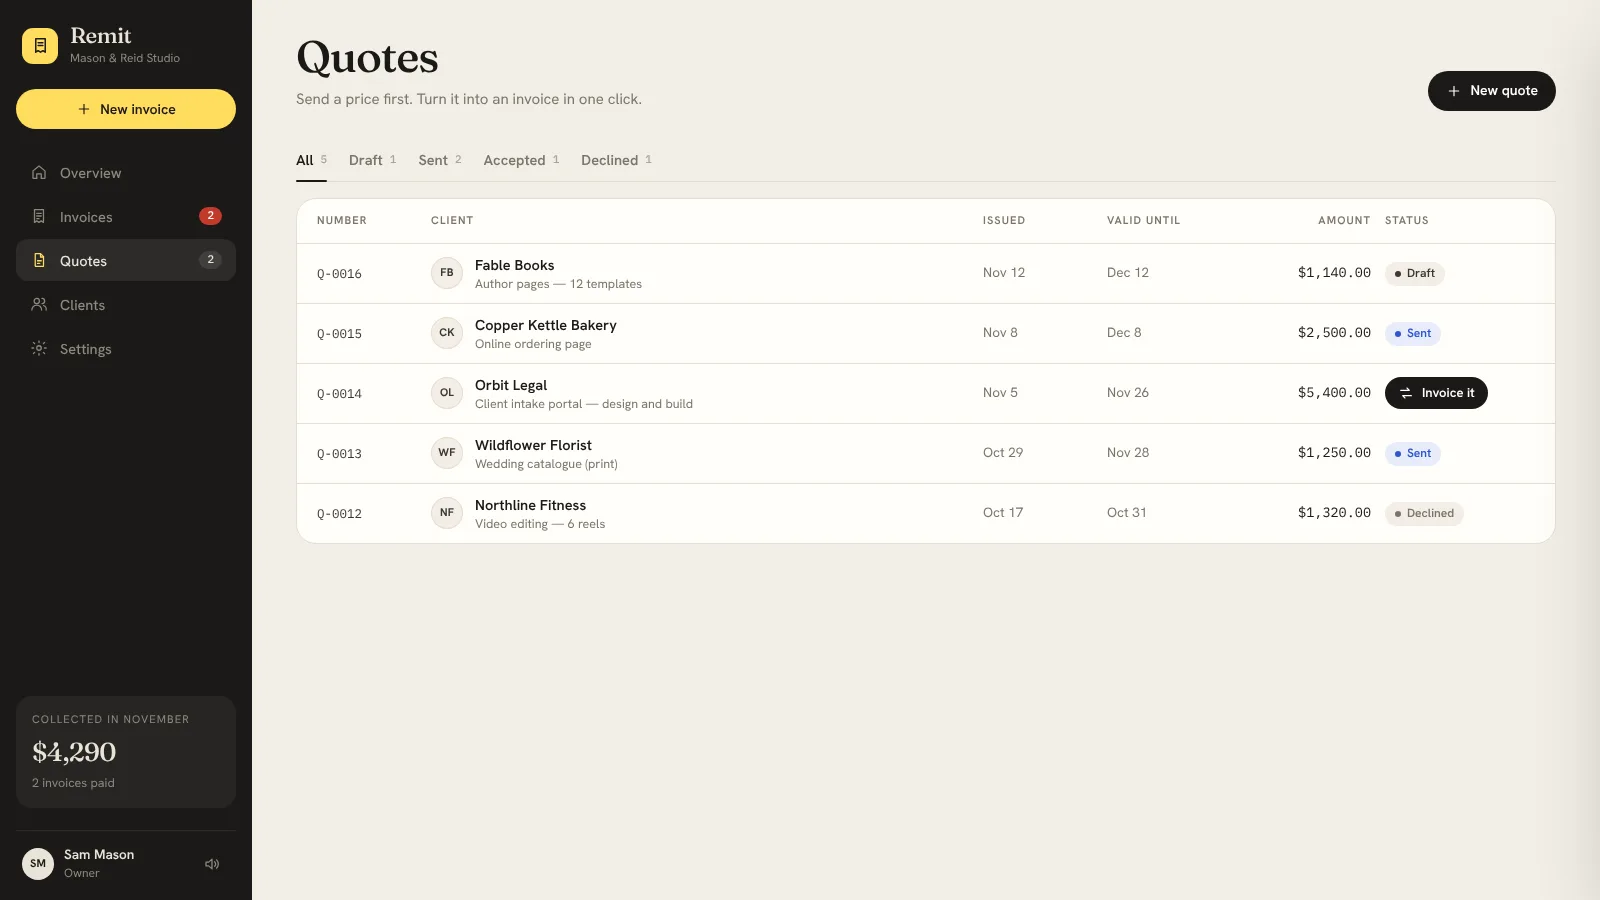 Remit
Mason & Reid Studio
New invoice
Overview
Invoices 2
Quotes 2
Clients
Settings
COLLECTED IN NOVEMBER
$4,290
2 invoices paid
SM
Sam Mason
Owner
Quotes
Send a price first. Turn it into an invoice in one click.
New quote
All 5 Draft 1 Sent 2 Accepted 1 Declined 1
NUMBER CLIENT ISSUED VALID UNTIL AMOUNT STATUS
Q-0016 FB Fable Books Nov 12 Dec 12 $1,140.00 Draft
Author pages — 12 templates
Q-0015 CK Copper Kettle Bakery Nov 8 Dec 8 $2,500.00 Sent
Online ordering page
Q-0014 OL Orbit Legal Nov 5 Nov 26 $5,400.00 Invoice it
Client intake portal — design and build
Q-0013 WF Wildflower Florist Oct 29 Nov 28 $1,250.00 Sent
Wedding catalogue (print)
Q-0012 NF Northline Fitness Oct 17 Oct 31 $1,320.00 Declined
Video editing — 6 reels